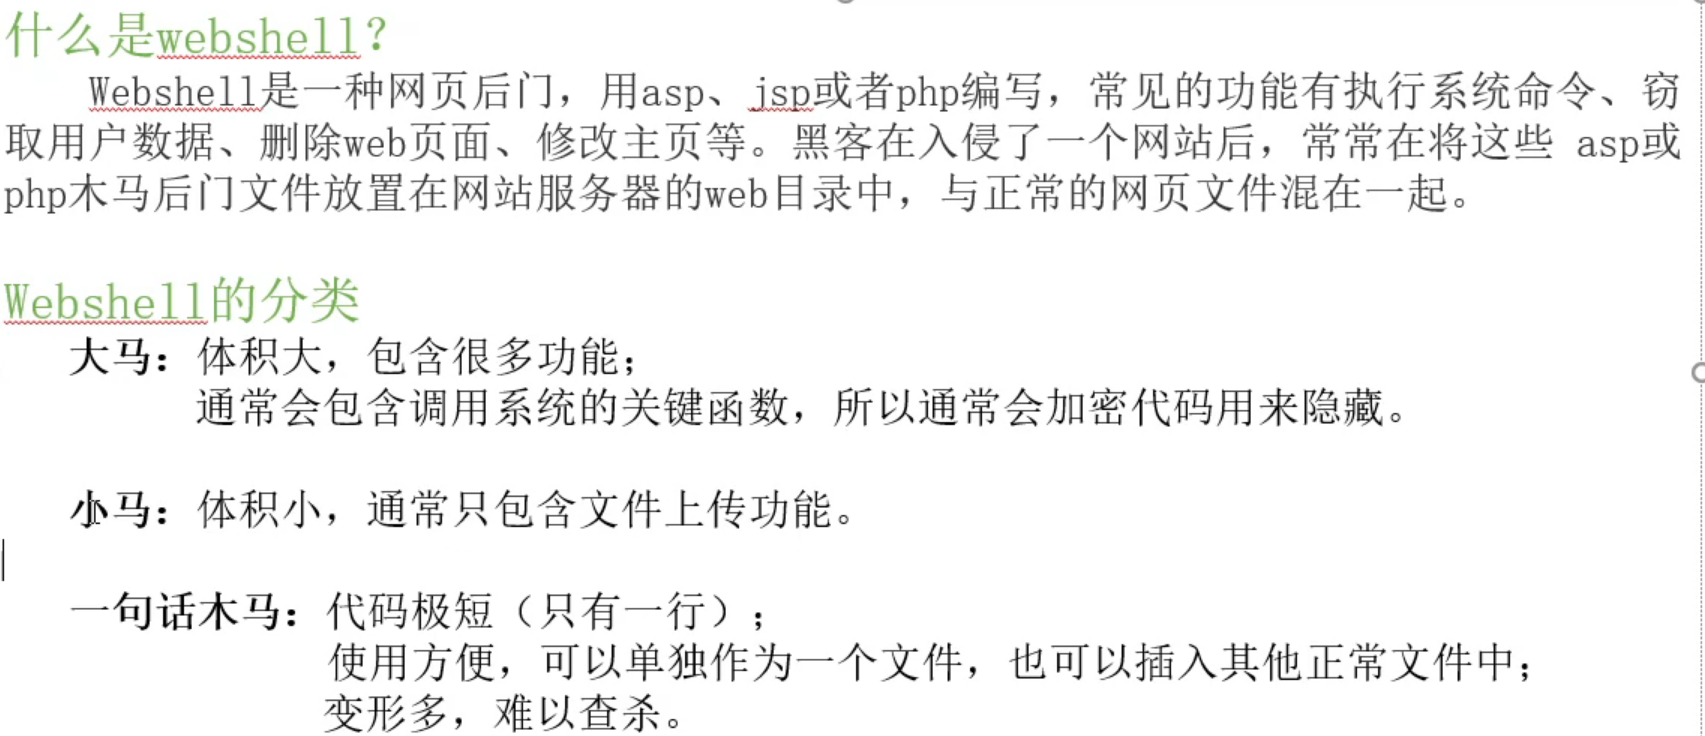 什么是webshell？
Webshell是一种网页后门，用asp、jsp或者php编写，常见的功能有执行系统命令、窃
取用户数据、删除web页面、修改主页等。黑客在入侵了一个网站后，常常在将这些 asp或
php木马后门文件放置在网站服务器的web目录中，与正常的网页文件混在一起。
Webshell的分类
大马：体积大，包含很多功能；
通常会包含调用系统的关键函数，所以通常会加密代码用来隐藏。
小马：体积小，通常只包含文件上传功能。
一句话木马：代码极短（只有一行）；
使用方便，可以单独作为一个文件，也可以插入其他正常文件中；
变形多，难以查杀。